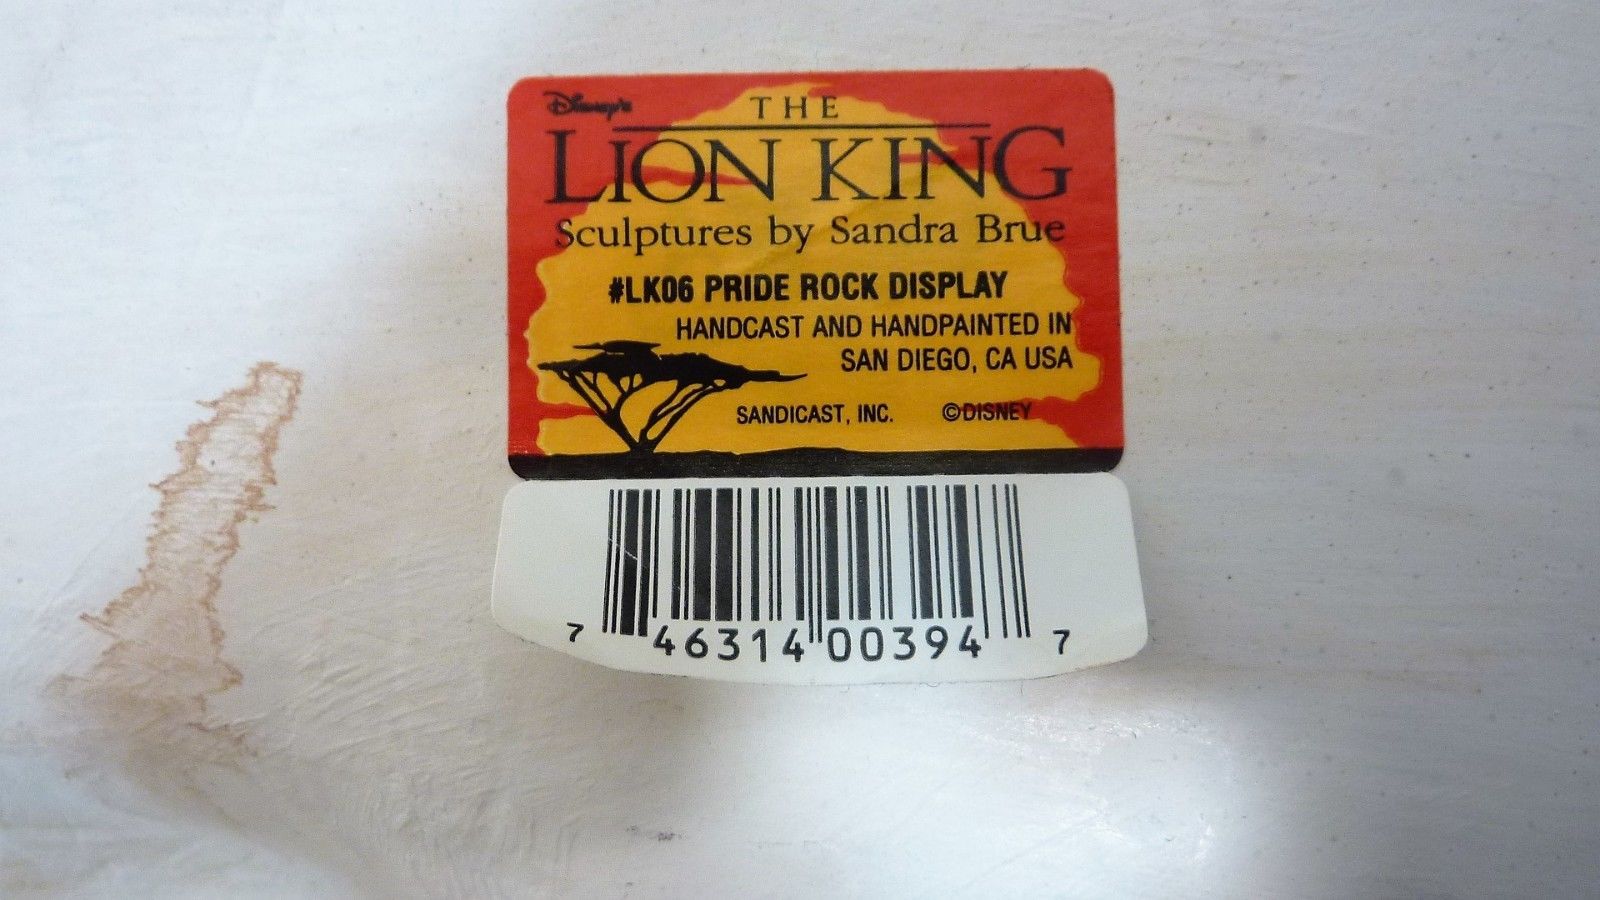 Disney's
THE
LION KING
Sculptures by Sandra Brue
#LK06 PRIDE ROCK DISPLAY
HANDCAST AND HANDPAINTED IN
SAN DIEGO, CA USA
SANDICAST, INC. ©DISNEY
7 46314 00394 7